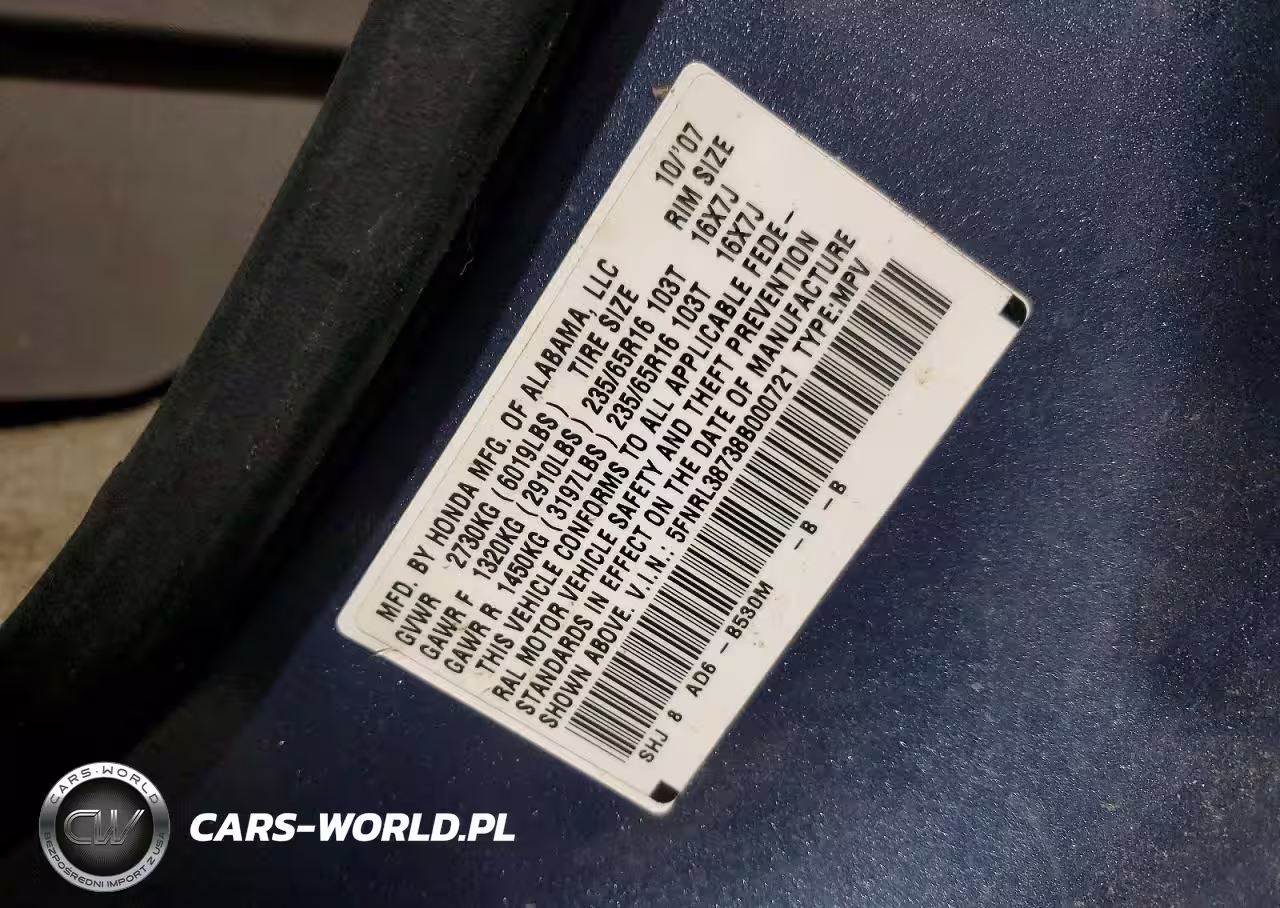 MFD. BY HONDA MFG. OF ALABAMA, LLC 10/'07
GVWR 2730KG ( 6019LBS ) TIRE SIZE RIM SIZE
GAWR F 1320KG ( 2910LBS ) 235/65R16 103T 16X7J
GAWR R 1450KG ( 3197LBS ) 235/65R16 103T 16X7J
THIS VEHICLE CONFORMS TO ALL APPLICABLE FEDE-
RAL MOTOR VEHICLE SAFETY AND THEFT PREVENTION
STANDARDS IN EFFECT ON THE DATE OF MANUFACTURE
SHOWN ABOVE. V.I.N.: 5FNRL38738B000721 TYPE:MPV
SHJ 8 AD6 - B530M -B -B
CARS-WORLD
CW
BEZPOŚREDNI IMPORT Z USA
CARS-WORLD.PL